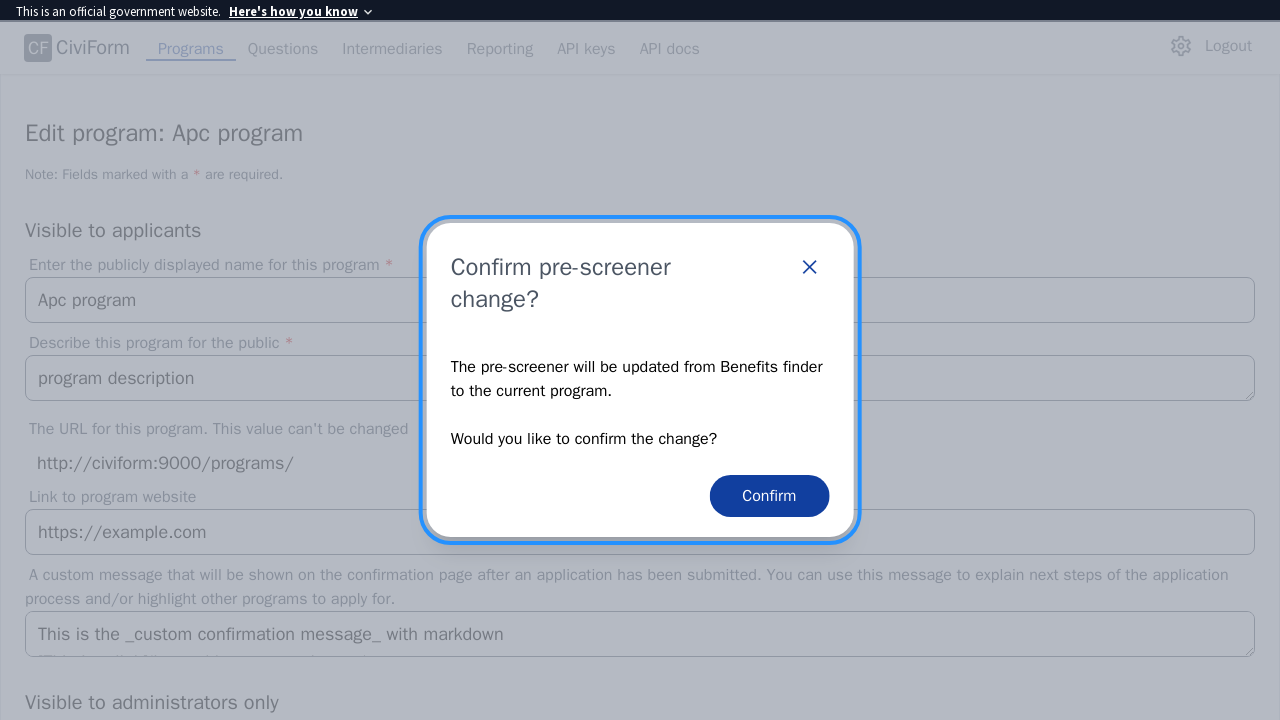 This is an official government website. Here's how you know
CF CiviForm Programs Questions Intermediaries Reporting API keys API docs Logout
Edit program: Apc program
Note: Fields marked with a * are required.
Visible to applicants
Enter the publicly displayed name for this program *
Apc program
Describe this program for the public *
program description
The URL for this program. This value can't be changed
http://civiform:9000/programs/
Link to program website
https://example.com
A custom message that will be shown on the confirmation page after an application has been submitted. You can use this message to explain next steps of the application
process and/or highlight other programs to apply for.
This is the _custom confirmation message_ with markdown
Visible to administrators only
Confirm pre-screener
change?
The pre-screener will be updated from Benefits finder
to the current program.
Would you like to confirm the change?
Confirm